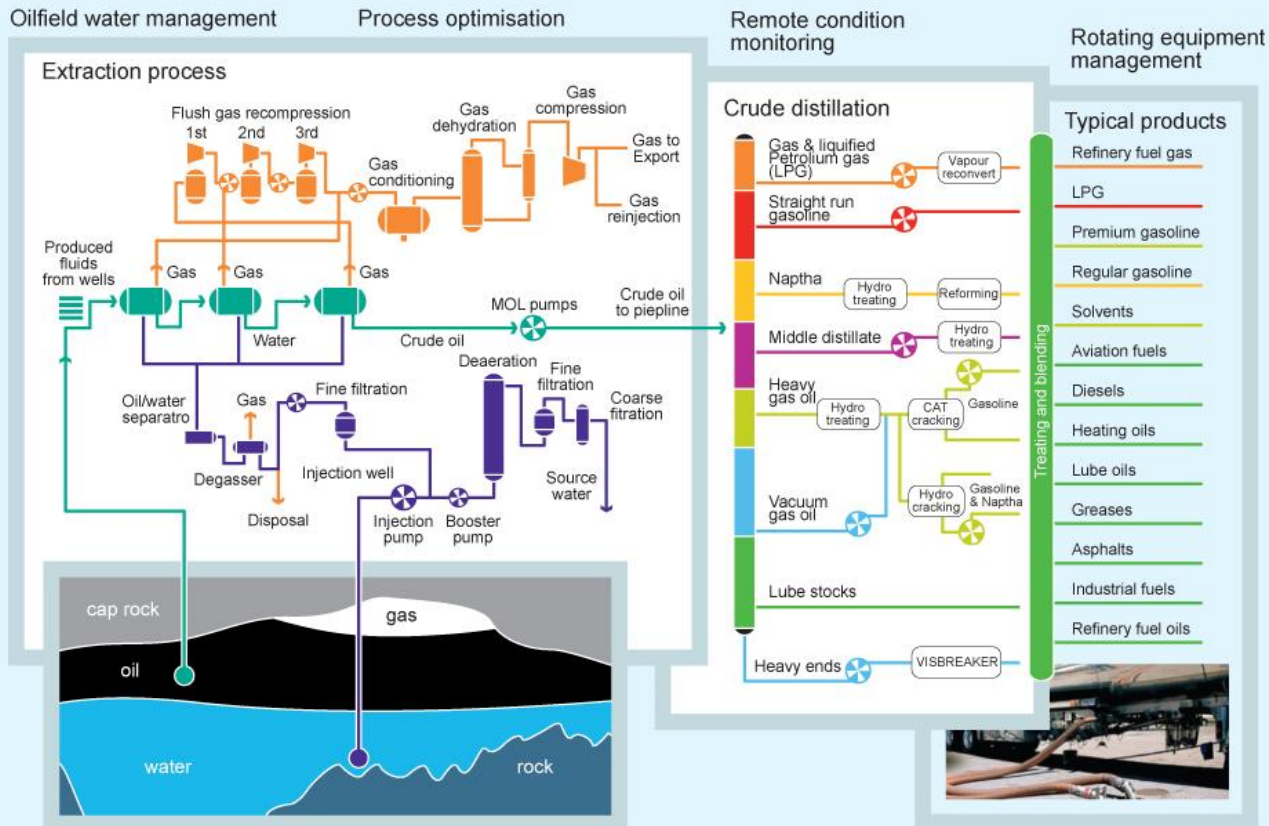 Oilfield water management
Process optimisation
Remote condition
monitoring
Rotating equipment
management
Extraction process
Flush gas recompression
1st
2nd
3rd
Gas
dehydration
Gas
compression
Gas to
Export
Gas
conditioning
Gas
reinjection
Produced
fluids
from wells
Gas
Gas
Gas
Water
Crude oil
MOL pumps
Crude oil
to piepline
Oil/water
separatro
Gas
Degasser
Disposal
Fine filtration
Injection well
Injection
pump
Booster
pump
Deaeration
Fine
filtration
Coarse
fitration
Source
water
cap rock
gas
oil
water
rock
Crude distillation
Gas & liquified
Petrolium gas
(LPG)
Vapour
reconvert
Straight run
gasoline
Naptha
Hydro
treating
Reforming
Middle distillate
Hydro
treating
Heavy
gas oil
Hydro
treating
CAT
cracking
Gasoline
Vacuum
gas oil
Hydro
cracking
Gasoline
& Naptha
Lube stocks
Heavy ends
VISBREAKER
Treating and blending
Typical products
Refinery fuel gas
LPG
Premium gasoline
Regular gasoline
Solvents
Aviation fuels
Diesels
Heating oils
Lube oils
Greases
Asphalts
Industrial fuels
Refinery fuel oils